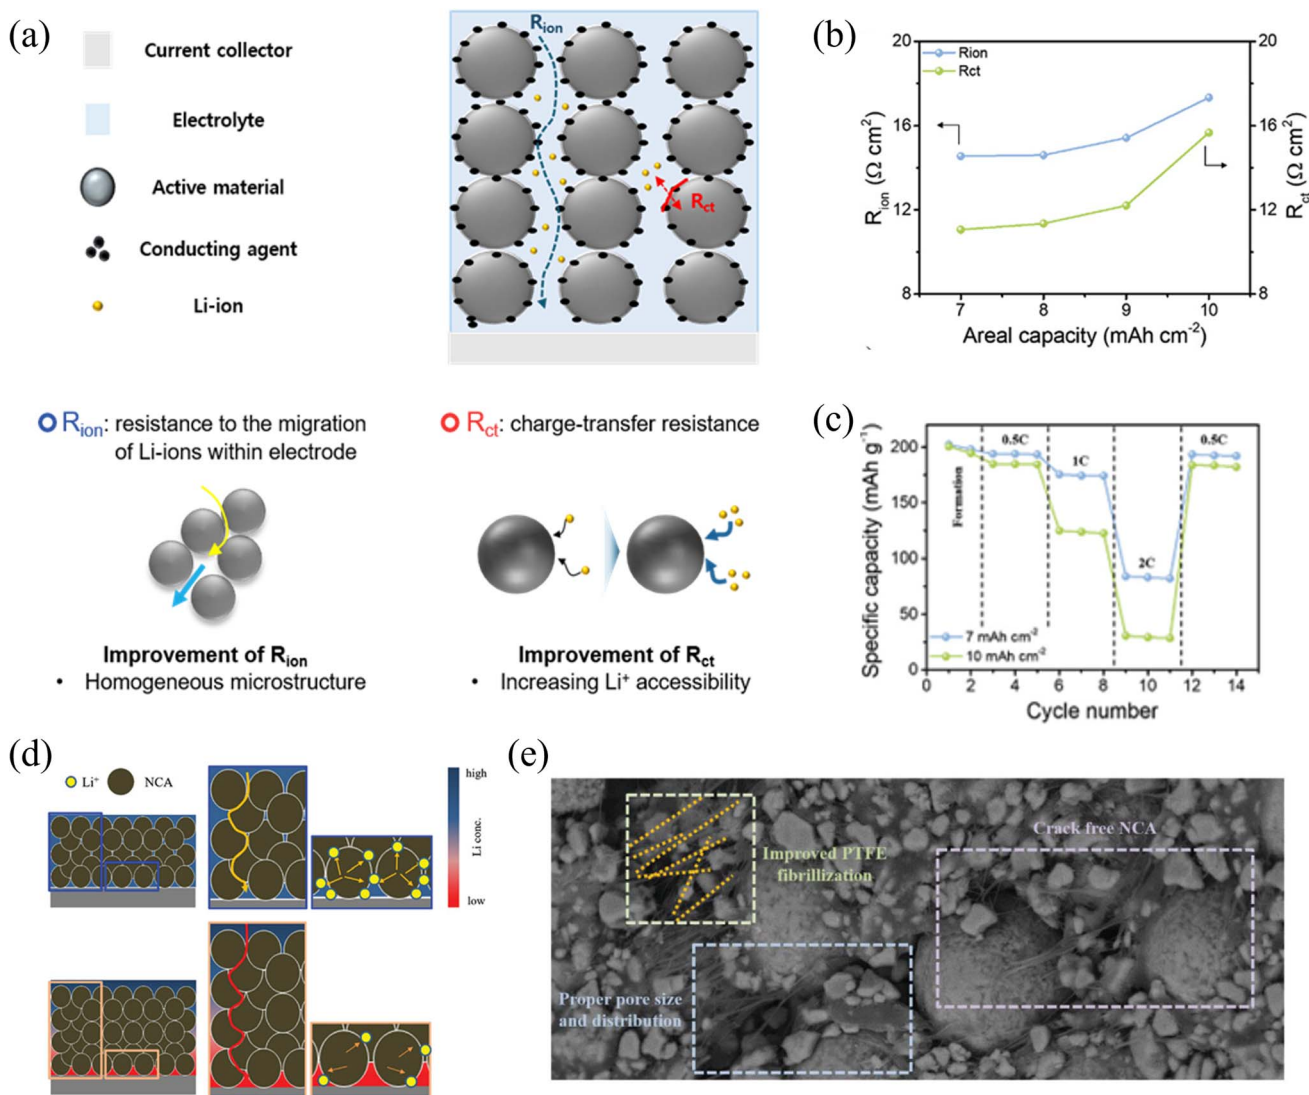 (a)
Current collector
Electrolyte
Active material
Conducting agent
Li-ion
Rion
Rct
Rion: resistance to the migration
of Li-ions within electrode
Improvement of Rion
• Homogeneous microstructure
Rct: charge-transfer resistance
Improvement of Rct
• Increasing Li+ accessibility
(b)
Rion
Rct
20
16
12
8
Rion (Ω cm2)
20
16
12
8
Rct (Ω cm2)
7 8 9 10
Areal capacity (mAh cm-2)
(c)
Specific capacity (mAh g-1)
200
150
100
50
0
Formation
0.5C
1C
2C
0.5C
7 mAh cm-2
10 mAh cm-2
0 2 4 6 8 10 12 14
Cycle number
(d)
Li+
NCA
high
Li conc.
low
(e)
Improved PTFE
fibrillization
Crack free NCA
Proper pore size
and distribution